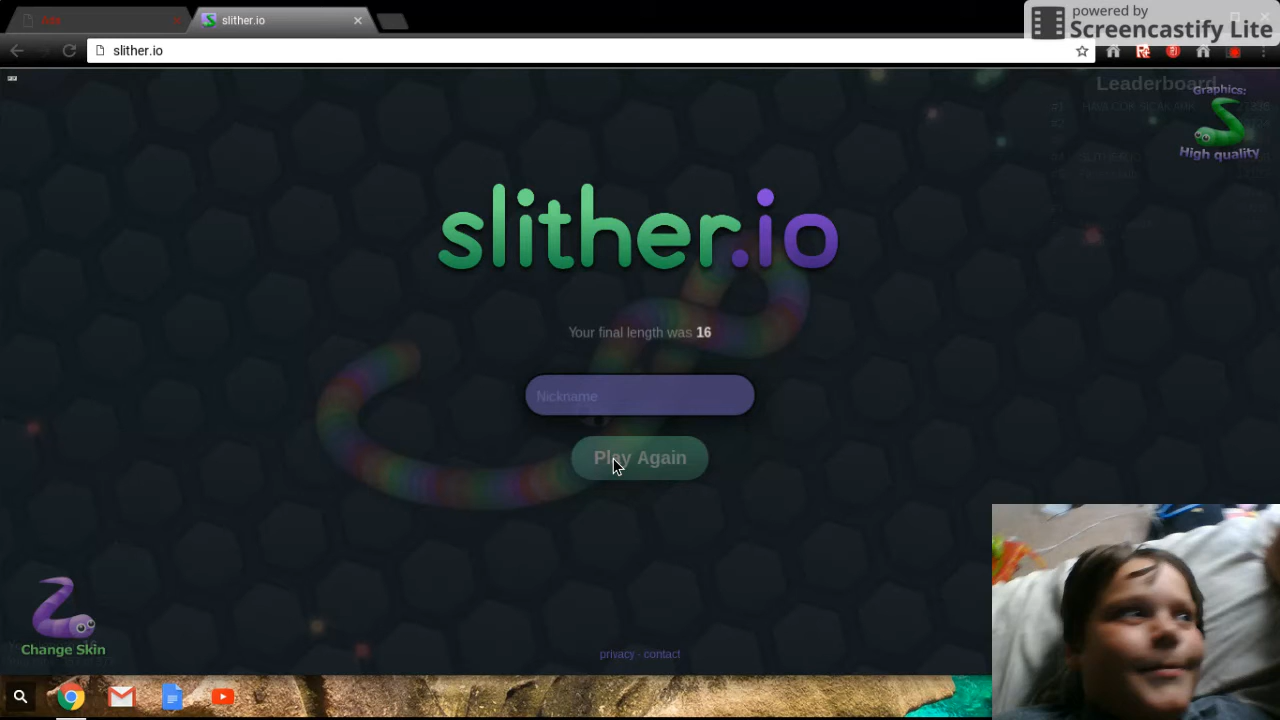 Ask
slither.io
powered by
Screencastify Lite
slither.io
Leaderboard
Graphics:
High quality
slither.io
Your final length was 16
Nickname
Play Again
Change Skin
privacy · contact